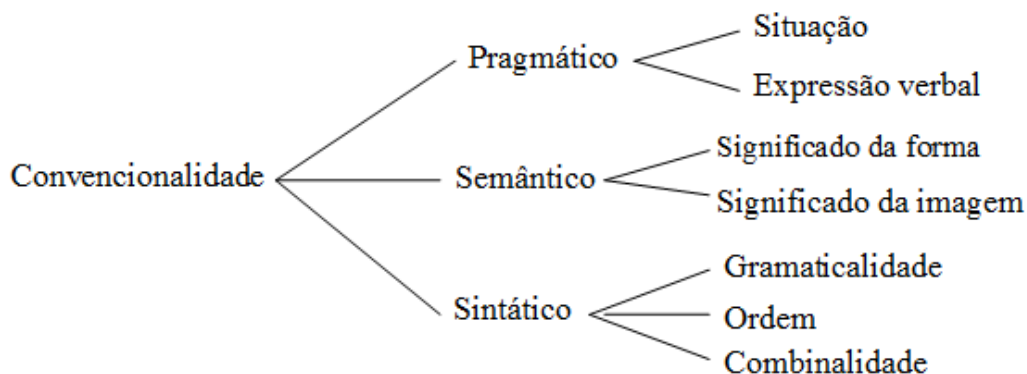 Convencionalidade
Pragmático
Situação
Expressão verbal
Semântico
Significado da forma
Significado da imagem
Sintático
Gramaticalidade
Ordem
Combinalidade